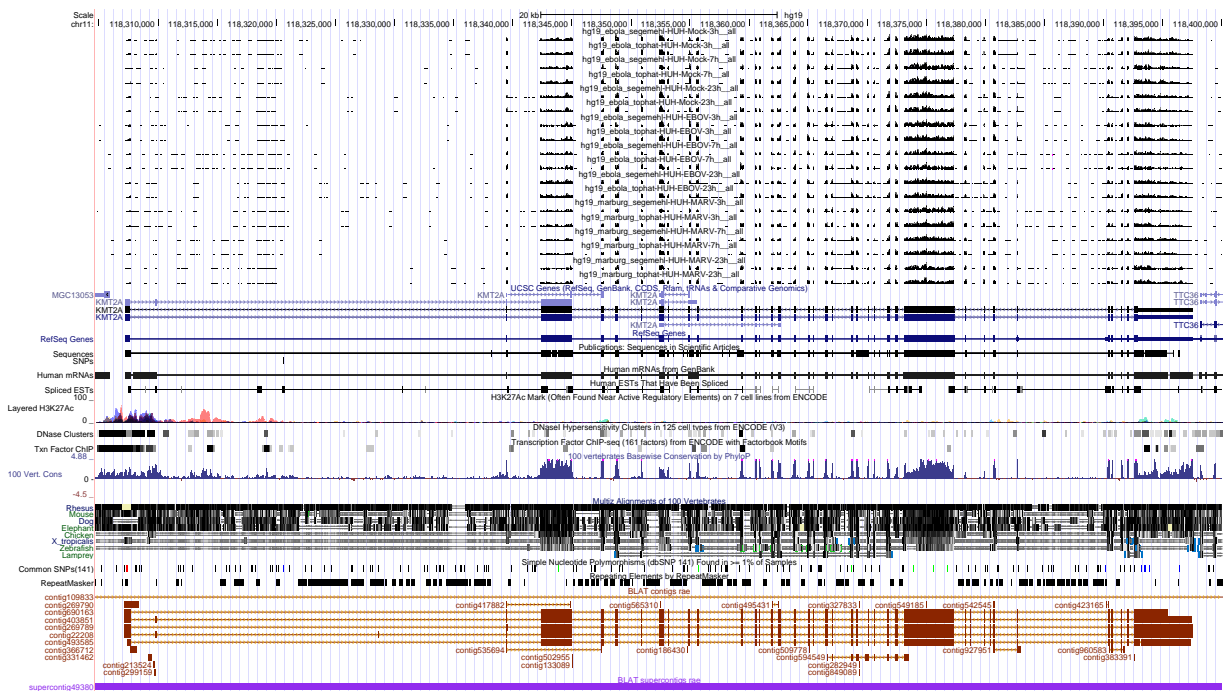 Scale 20 kb hg19
chr11: 118,310,000 118,315,000 118,320,000 118,325,000 118,330,000 118,335,000 118,340,000 118,345,000 118,350,000 118,355,000 118,360,000 118,365,000 118,370,000 118,375,000 118,380,000 118,385,000 118,390,000 118,395,000 118,400,000
hg19_ebola_segemehl-HUH-Mock-3h__all
hg19_ebola_tophat-HUH-Mock-3h__all
hg19_ebola_segemehl-HUH-Mock-7h__all
hg19_ebola_tophat-HUH-Mock-7h__all
hg19_ebola_segemehl-HUH-Mock-23h__all
hg19_ebola_tophat-HUH-Mock-23h__all
hg19_ebola_segemehl-HUH-EBOV-3h__all
hg19_ebola_tophat-HUH-EBOV-3h__all
hg19_ebola_segemehl-HUH-EBOV-7h__all
hg19_ebola_tophat-HUH-EBOV-7h__all
hg19_ebola_segemehl-HUH-EBOV-23h__all
hg19_ebola_tophat-HUH-EBOV-23h__all
hg19_marburg_segemehl-HUH-MARV-3h__all
hg19_marburg_tophat-HUH-MARV-3h__all
hg19_marburg_segemehl-HUH-MARV-7h__all
hg19_marburg_tophat-HUH-MARV-7h__all
hg19_marburg_segemehl-HUH-MARV-23h__all
hg19_marburg_tophat-HUH-MARV-23h__all
UCSC Genes (RefSeq, GenBank, CCDS, Rfam, tRNAs & Comparative Genomics)
MGC13053 KMT2A KMT2A TTC36
KMT2A KMT2A TTC36
KMT2A
KMT2A
KMT2A TTC36
RefSeq Genes
RefSeq Genes
Publications: Sequences in Scientific Articles
Sequences
SNPs
Human mRNAs from GenBank
Human mRNAs
Human ESTs That Have Been Spliced
Spliced ESTs
H3K27Ac Mark (Often Found Near Active Regulatory Elements) on 7 cell lines from ENCODE
100
Layered H3K27Ac
0
DNaseI Hypersensitivity Clusters in 125 cell types from ENCODE (V3)
DNase Clusters
Transcription Factor ChIP-seq (161 factors) from ENCODE with Factorbook Motifs
Txn Factor ChIP
100 vertebrates Basewise Conservation by PhyloP
4.88
100 Vert. Cons
0
-4.5
Multiz Alignments of 100 Vertebrates
Rhesus
Mouse
Dog
Elephant
Chicken
X_tropicalis
Zebrafish
Lamprey
Simple Nucleotide Polymorphisms (dbSNP 141) Found in >= 1% of Samples
Common SNPs(141)
Repeating Elements by RepeatMasker
RepeatMasker
BLAT contigs rae
contig109833
contig269790 contig417882 contig565310 contig495431 contig327833 contig549185 contig542545 contig423165
contig690163
contig403851
contig269789
contig22208
contig493585
contig366712 contig535694 contig186430 contig509778 contig927951 contig960583
contig331462 contig502955 contig594549 contig383391
contig213524 contig133089 contig282949
contig299159 contig849089
BLAT supercontigs rae
supercontig49380